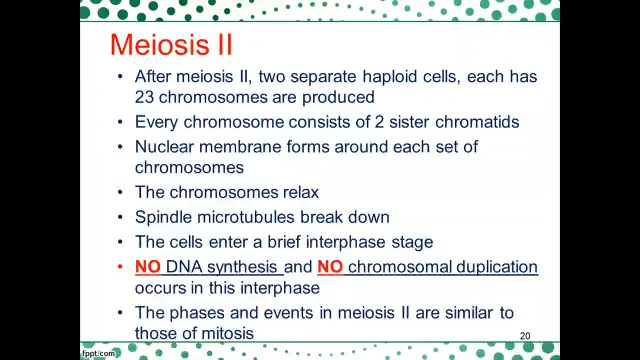 Meiosis II
• After meiosis II, two separate haploid cells, each has
23 chromosomes are produced
• Every chromosome consists of 2 sister chromatids
• Nuclear membrane forms around each set of
chromosomes
• The chromosomes relax
• Spindle microtubules break down
• The cells enter a brief interphase stage
• NO DNA synthesis and NO chromosomal duplication
occurs in this interphase
• The phases and events in meiosis II are similar to
those of mitosis
20
fppt.com